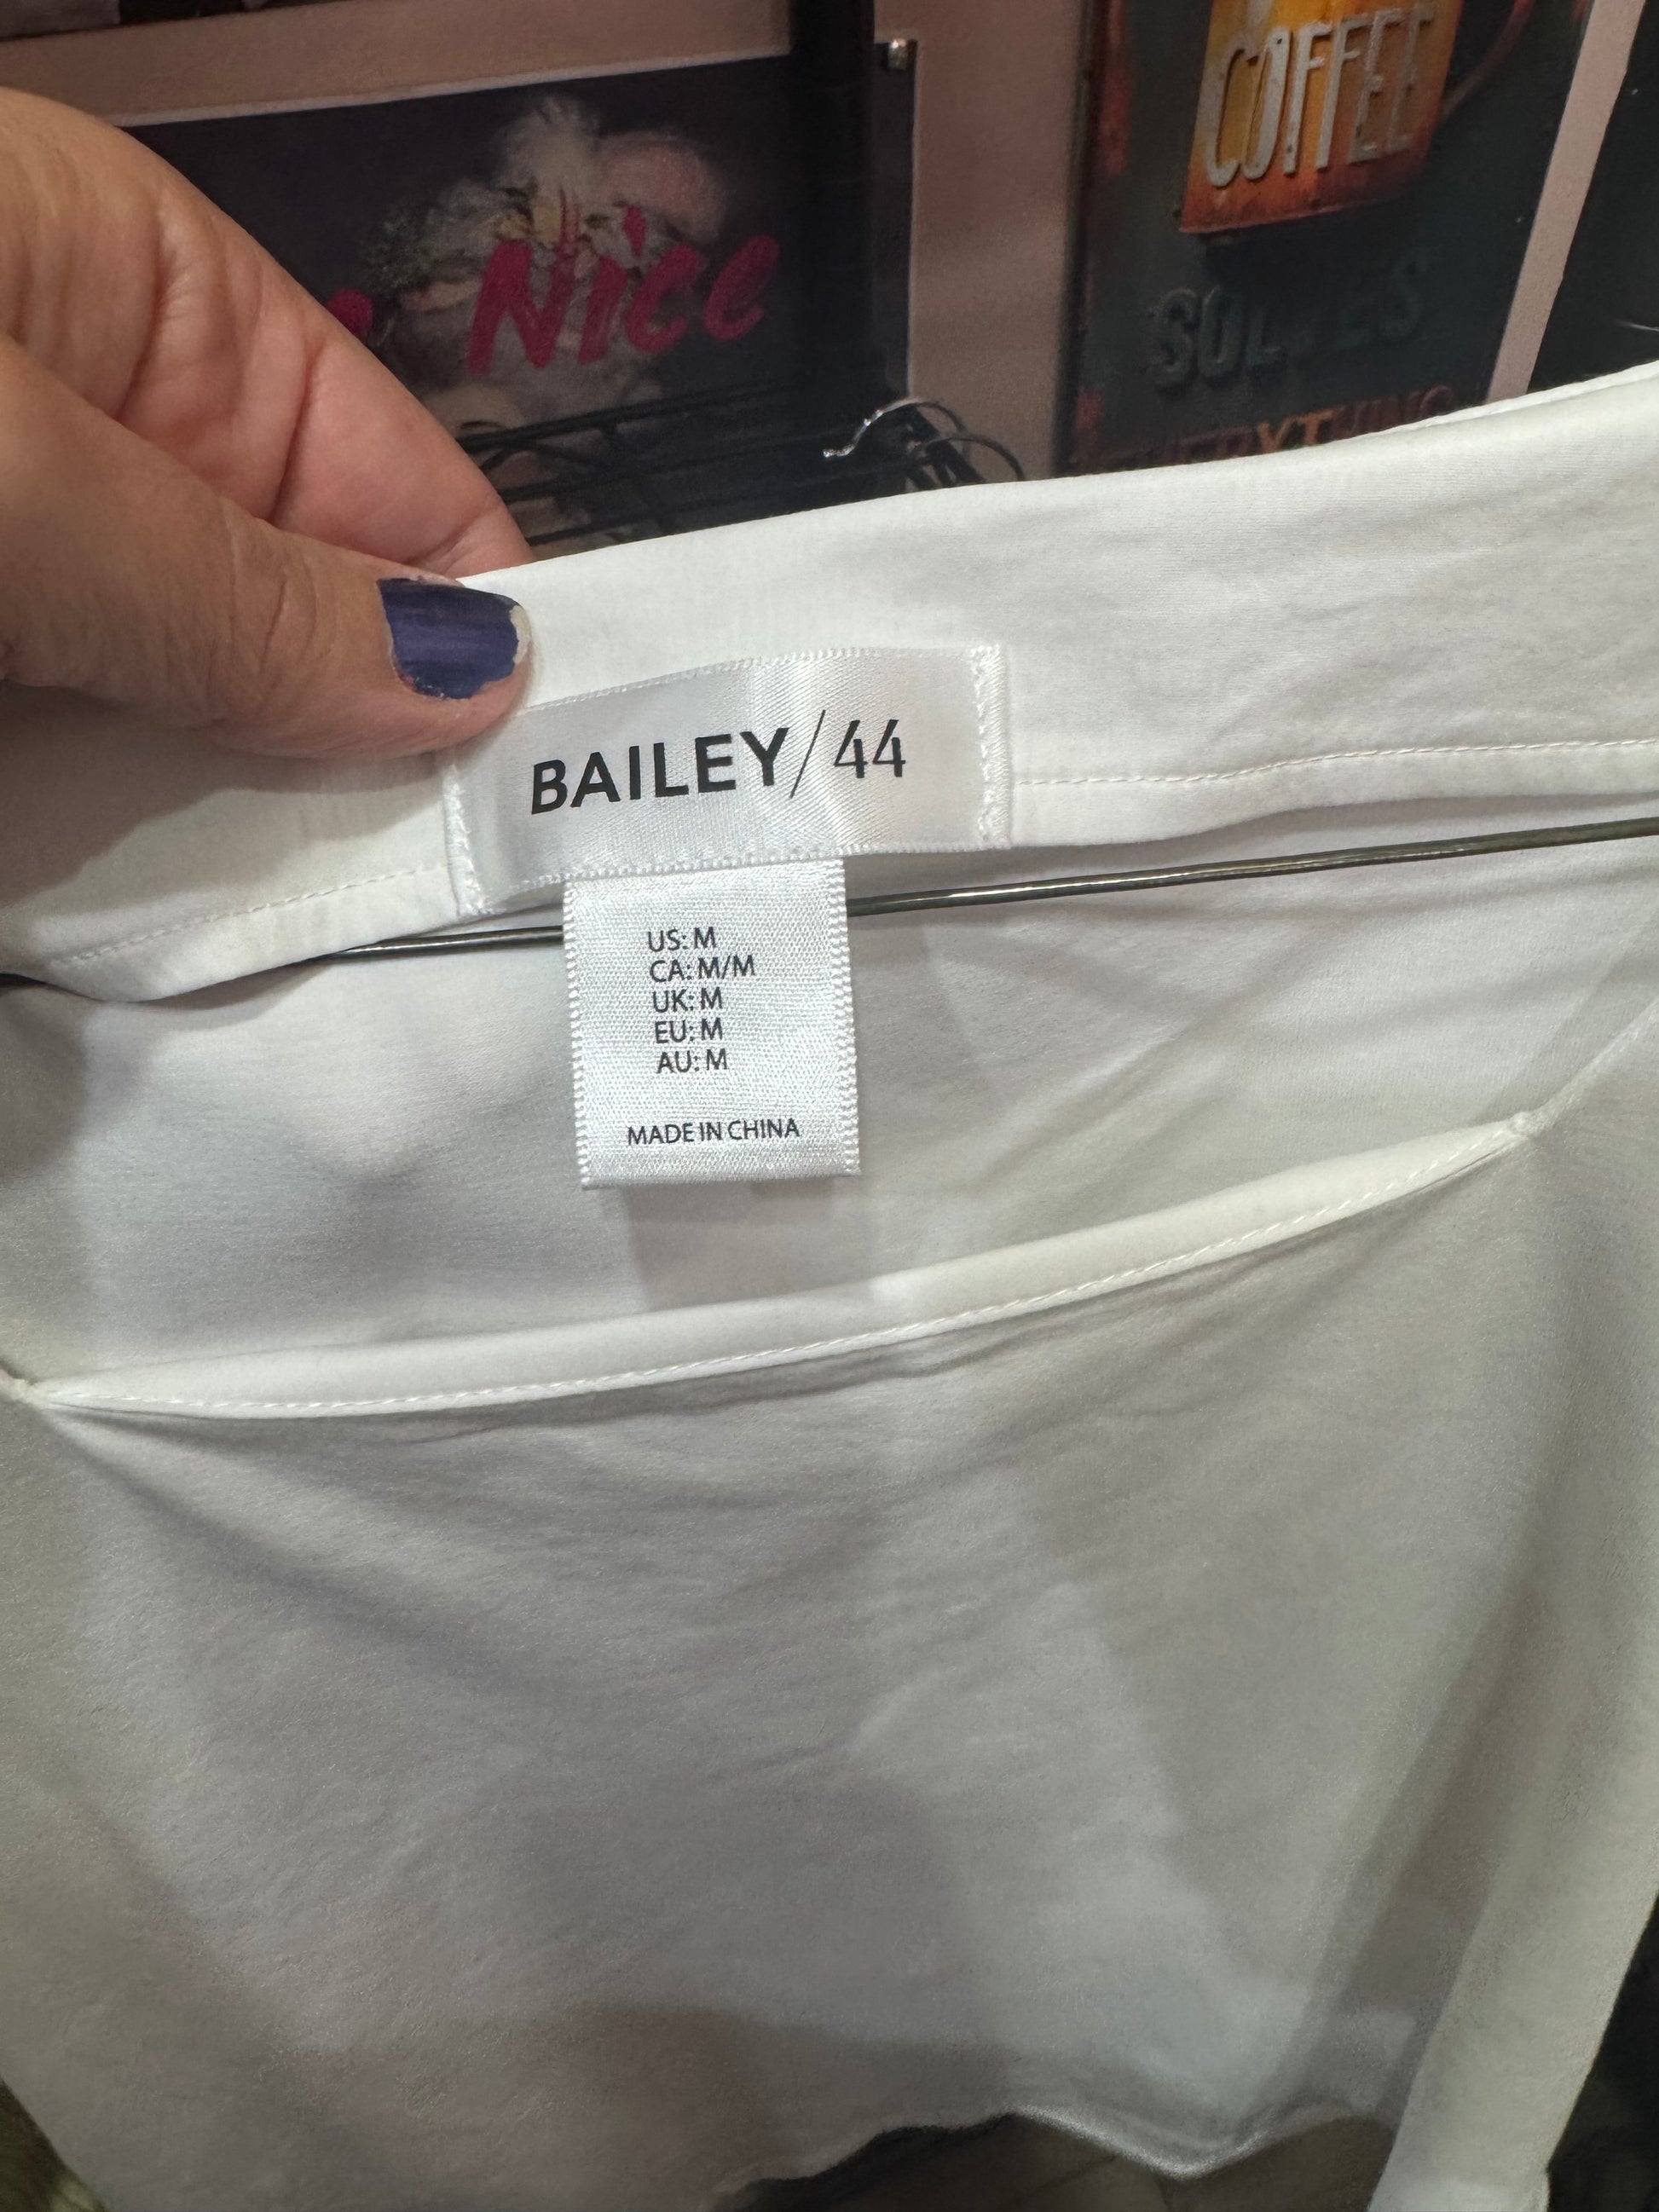 COFFEE
Nice
BAILEY/44
US: M
CA: M/M
UK: M
EU: M
AU: M
MADE IN CHINA